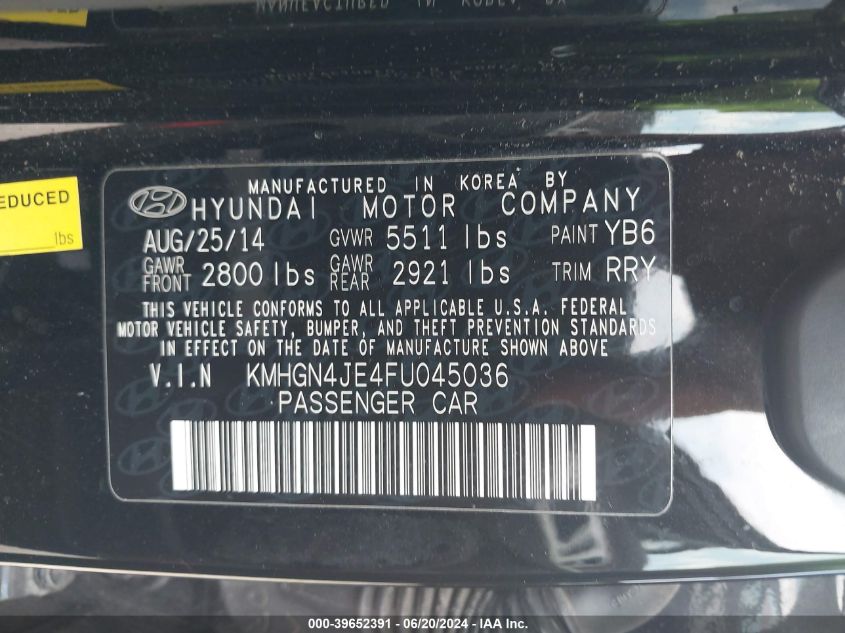 EDUCED
lbs
MANUFACTURED IN KOREA BY
HYUNDAI MOTOR COMPANY
AUG/25/14 GVWR 5511 lbs PAINT YB6
GAWR FRONT 2800 lbs GAWR REAR 2921 lbs TRIM RRY
THIS VEHICLE CONFORMS TO ALL APPLICABLE U.S.A. FEDERAL
MOTOR VEHICLE SAFETY, BUMPER, AND THEFT PREVENTION STANDARDS
IN EFFECT ON THE DATE OF MANUFACTURE SHOWN ABOVE
V.I.N KMHGN4JE4FU045036
PASSENGER CAR
000-39652391 - 06/20/2024 - IAAI.com